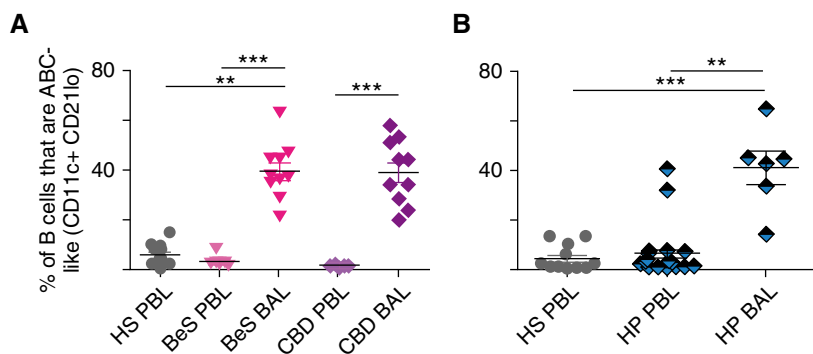 A
% of B cells that are ABC-
like (CD11c+ CD21lo)
80
40
***
**
***
HS PBL
BeS PBL
BeS BAL
CBD PBL
CBD BAL
B
80
40
**
***
HS PBL
HP PBL
HP BAL